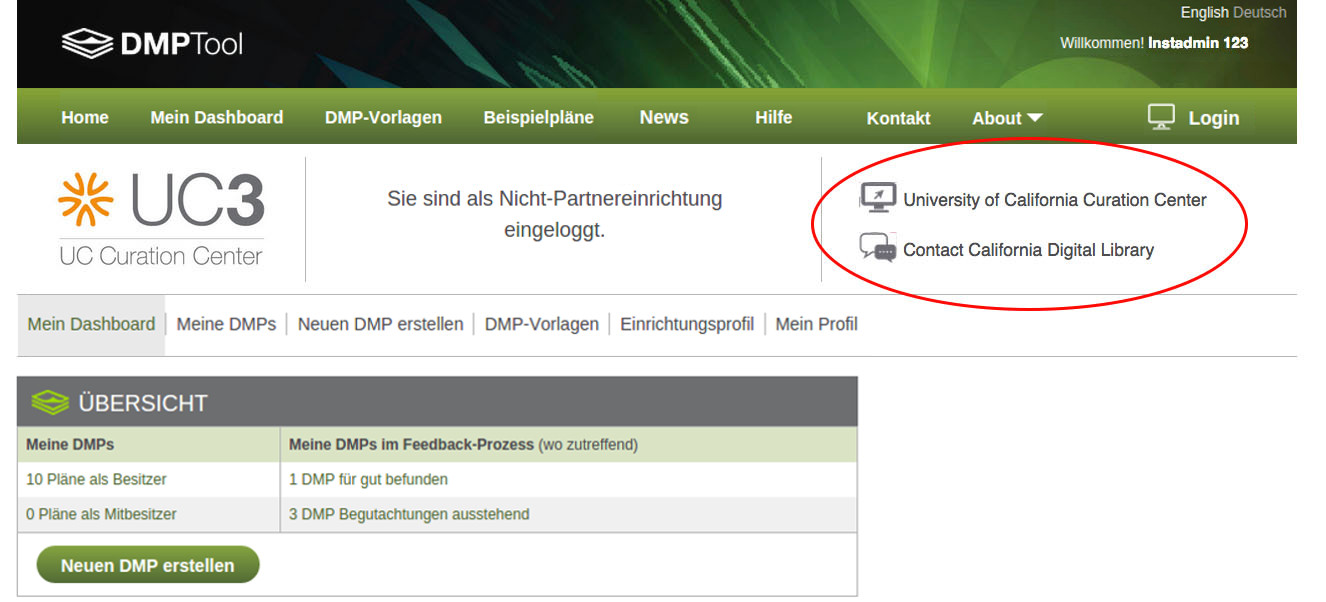 English Deutsch
DMPTool
Willkommen! Instadmin 123
Home Mein Dashboard DMP-Vorlagen Beispielpläne News Hilfe Kontakt About Login
UC3
UC Curation Center
Sie sind als Nicht-Partnereinrichtung
eingeloggt.
University of California Curation Center
Contact California Digital Library
Mein Dashboard Meine DMPs Neuen DMP erstellen DMP-Vorlagen Einrichtungsprofil Mein Profil
ÜBERSICHT
Meine DMPs Meine DMPs im Feedback-Prozess (wo zutreffend)
10 Pläne als Besitzer 1 DMP für gut befunden
0 Pläne als Mitbesitzer 3 DMP Begutachtungen ausstehend
Neuen DMP erstellen